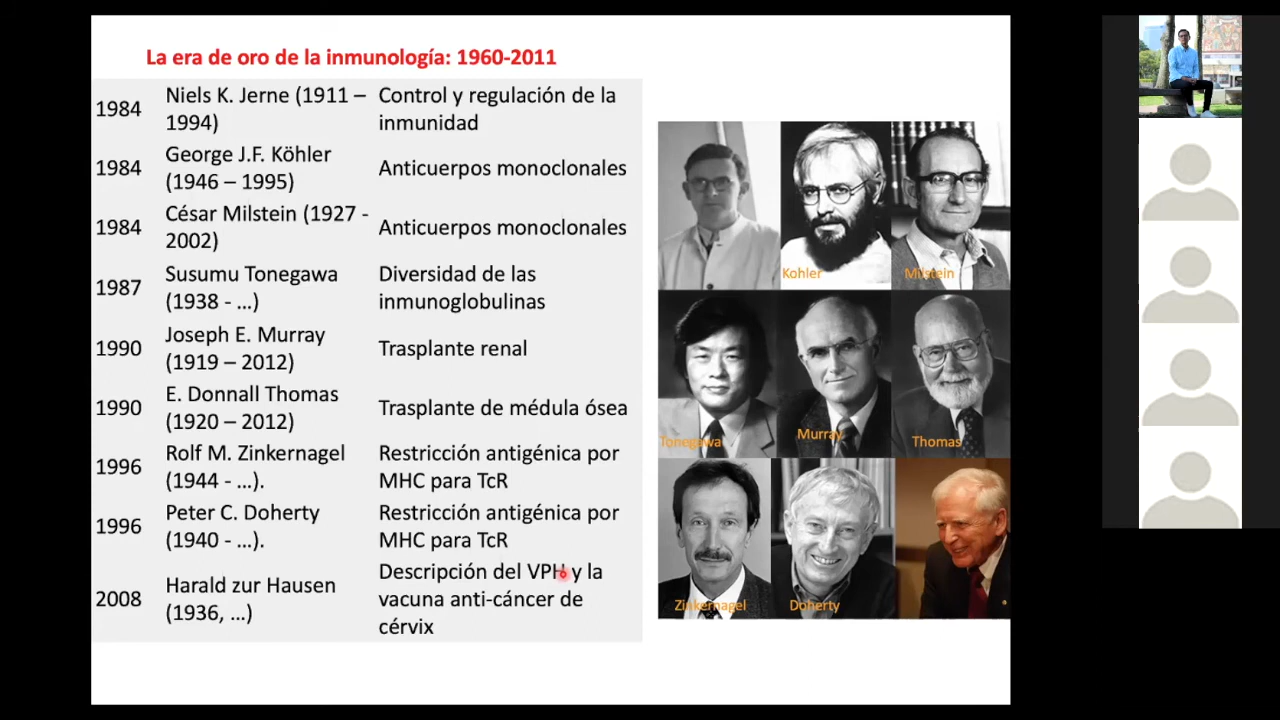 La era de oro de la inmunología: 1960-2011
1984
Niels K. Jerne (1911 –
1994)
Control y regulación de la
inmunidad
1984
George J.F. Köhler
(1946 – 1995)
Anticuerpos monoclonales
1984
César Milstein (1927 -
2002)
Anticuerpos monoclonales
1987
Susumu Tonegawa
(1938 - ...)
Diversidad de las
inmunoglobulinas
1990
Joseph E. Murray
(1919 – 2012)
Trasplante renal
1990
E. Donnall Thomas
(1920 – 2012)
Trasplante de médula ósea
1996
Rolf M. Zinkernagel
(1944 - ...).
Restricción antigénica por
MHC para TcR
1996
Peter C. Doherty
(1940 - ...).
Restricción antigénica por
MHC para TcR
2008
Harald zur Hausen
(1936, ...)
Descripción del VPH y la
vacuna anti-cáncer de
cérvix
Kohler
Milstein
Tonegawa
Murray
Thomas
Zinkernagel
Doherty